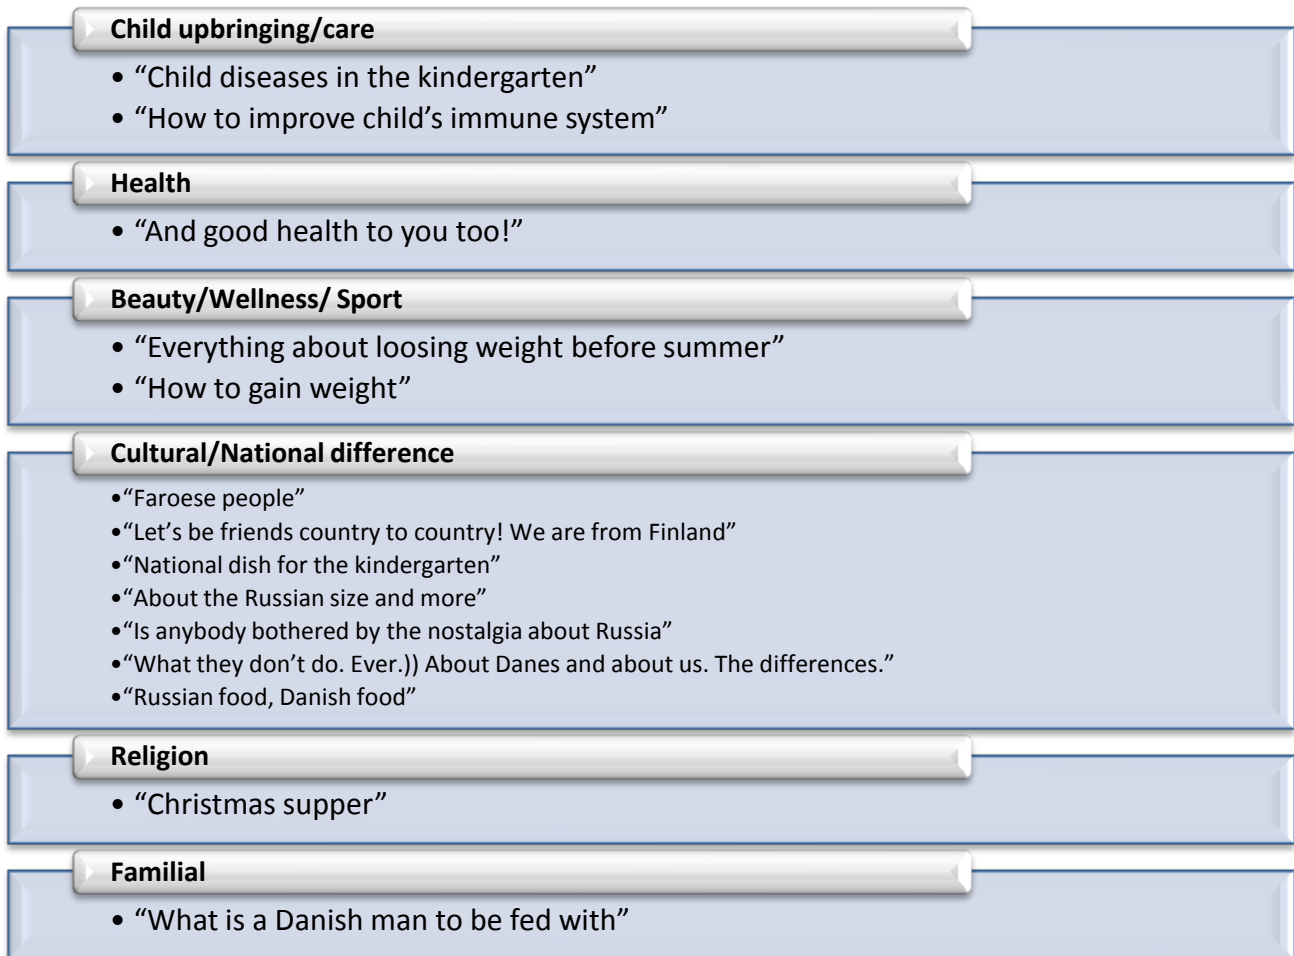 Child upbringing/care
• “Child diseases in the kindergarten”
• “How to improve child’s immune system”
Health
• “And good health to you too!”
Beauty/Wellness/ Sport
• “Everything about loosing weight before summer”
• “How to gain weight”
Cultural/National difference
•“Faroese people”
•“Let’s be friends country to country! We are from Finland”
•“National dish for the kindergarten”
•“About the Russian size and more”
•“Is anybody bothered by the nostalgia about Russia”
•“What they don’t do. Ever.)) About Danes and about us. The differences.”
•“Russian food, Danish food”
Religion
• “Christmas supper”
Familial
• “What is a Danish man to be fed with”